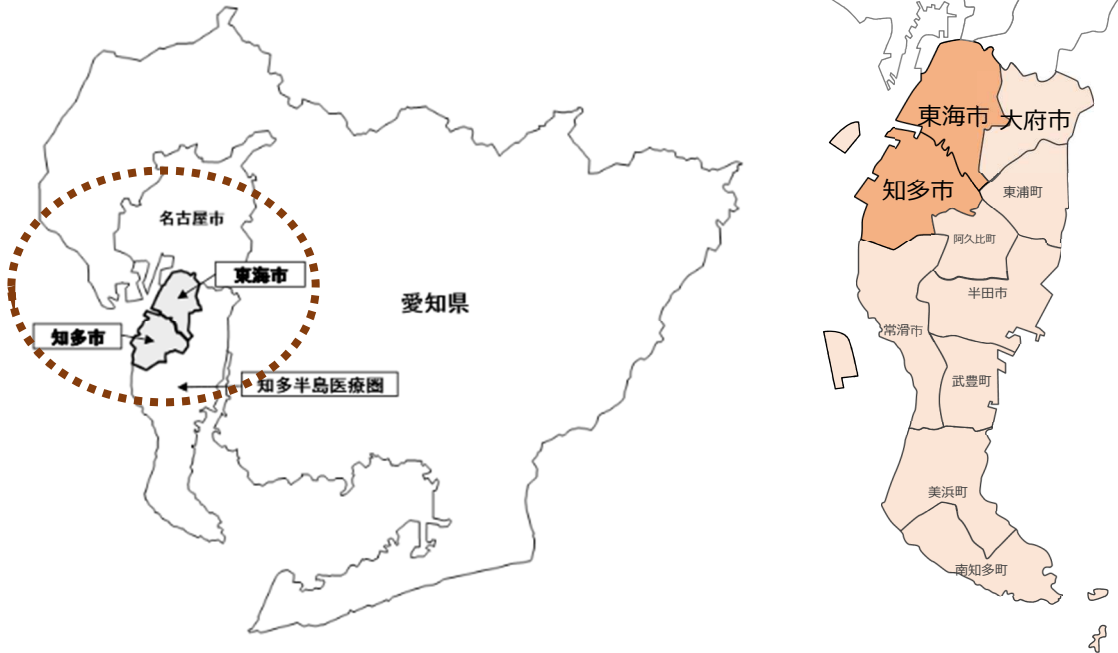 名古屋市
東海市
愛知県
知多市
知多半島医療圏
東海市
大府市
知多市
東浦町
阿久比町
半田市
常滑市
武豊町
美浜町
南知多町